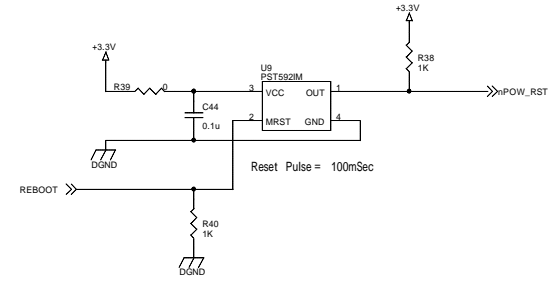 +3.3V
+3.3V
R38
1K
U9
PST592IM
R39 0
3 VCC OUT 1
nPOW_RST
C44
0.1u
2 MRST GND 4
DGND
Reset Pulse = 100mSec
REBOOT
R40
1K
DGND